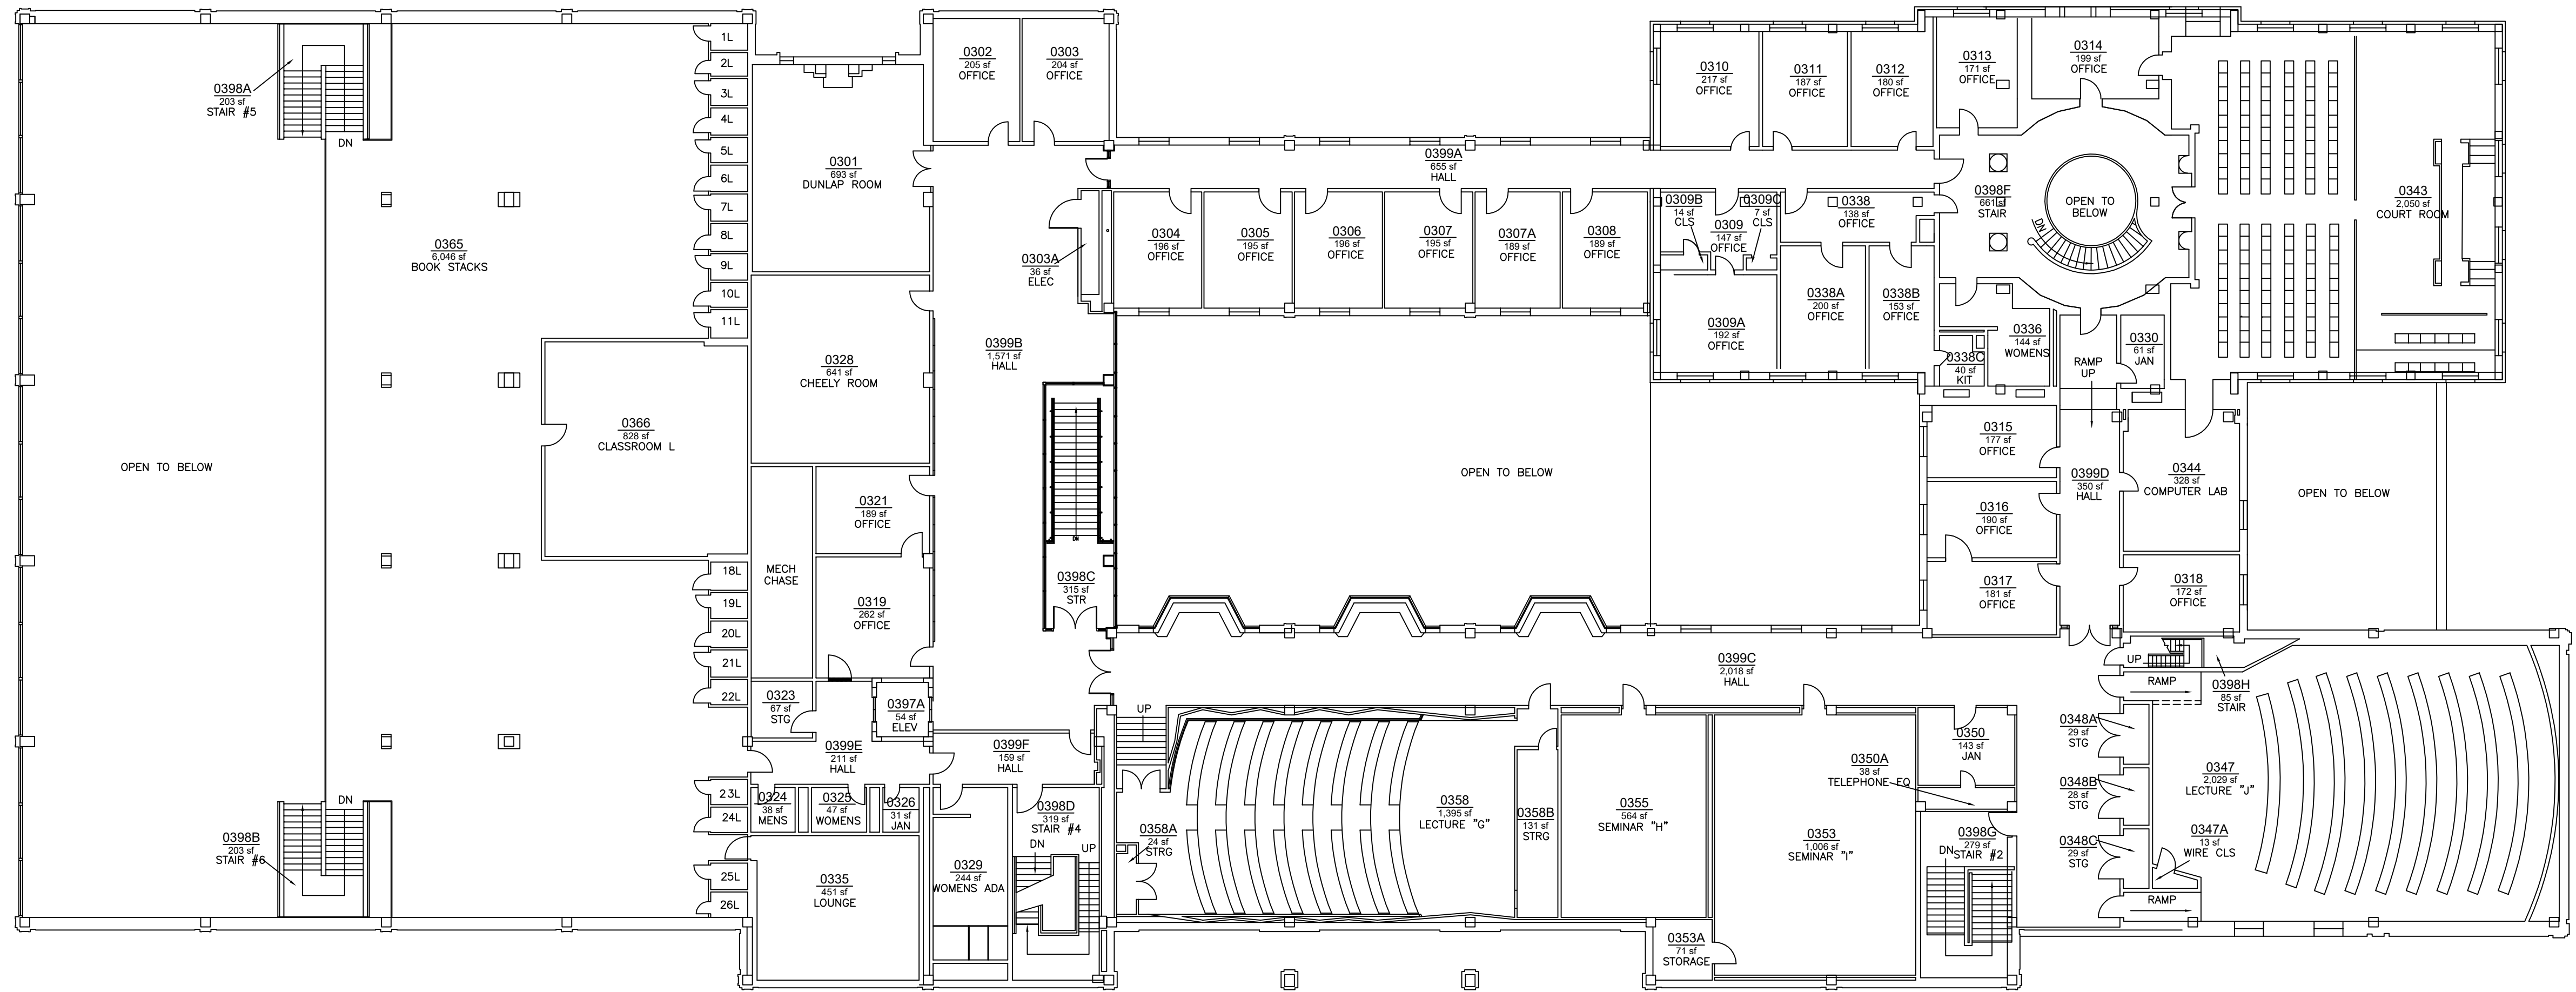 0398A
203 sf
STAIR #5
DN
1L
2L
3L
4L
5L
6L
7L
8L
9L
10L
11L
0365
6,046 sf
BOOK STACKS
0366
828 sf
CLASSROOM L
OPEN TO BELOW
18L
19L
20L
21L
22L
23L
24L
25L
26L
DN
0398B
203 sf
STAIR #6
0301
693 sf
DUNLAP ROOM
0302
205 sf
OFFICE
0303
204 sf
OFFICE
0303A
36 sf
ELEC
0328
641 sf
CHEELY ROOM
0399B
1,571 sf
HALL
0321
189 sf
OFFICE
MECH
CHASE
0319
262 sf
OFFICE
DN
0398C
315 sf
STR
0323
67 sf
STG
0397A
54 sf
ELEV
0399E
211 sf
HALL
0399F
159 sf
HALL
0324
38 sf
MENS
0325
47 sf
WOMENS
0326
31 sf
JAN
0335
451 sf
LOUNGE
0329
244 sf
WOMENS ADA
0398D
319 sf
STAIR #4
DN
UP
0399A
655 sf
HALL
0304
196 sf
OFFICE
0305
195 sf
OFFICE
0306
196 sf
OFFICE
0307
195 sf
OFFICE
0307A
189 sf
OFFICE
0308
189 sf
OFFICE
0310
217 sf
OFFICE
0311
187 sf
OFFICE
0312
180 sf
OFFICE
0313
171 sf
OFFICE
0314
199 sf
OFFICE
0309B
14 sf
CLS
0309
147 sf
OFFICE
0309C
7 sf
CLS
0338
138 sf
OFFICE
0309A
192 sf
OFFICE
0338A
200 sf
OFFICE
0338B
153 sf
OFFICE
0398F
661 sf
STAIR
OPEN TO
BELOW
DN
0343
2,050 sf
COURT ROOM
0336
144 sf
WOMENS
0338C
40 sf
KIT
RAMP
UP
0330
61 sf
JAN
OPEN TO BELOW
0315
177 sf
OFFICE
0316
190 sf
OFFICE
0317
181 sf
OFFICE
0399D
350 sf
HALL
0344
328 sf
COMPUTER LAB
0318
172 sf
OFFICE
OPEN TO BELOW
0399C
2,018 sf
HALL
UP
0398H
85 sf
STAIR
RAMP
UP
0358A
24 sf
STRG
0358
1,395 sf
LECTURE "G"
0358B
131 sf
STRG
0355
564 sf
SEMINAR "H"
0353
1,006 sf
SEMINAR "I"
0353A
71 sf
STORAGE
0350
143 sf
JAN
0350A
38 sf
TELEPHONE EQ
0398G
279 sf
STAIR #2
DN
0348A
29 sf
STG
0348B
28 sf
STG
0348C
29 sf
STG
0347
2,029 sf
LECTURE "J"
0347A
13 sf
WIRE CLS
RAMP